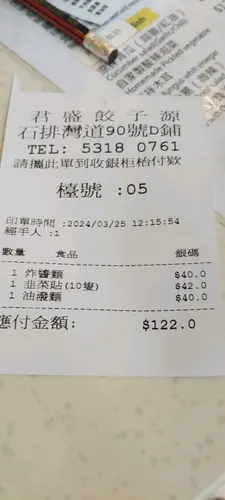 君盛餃子源
石排灣道90號D鋪
TEL: 5318 0761
請攜此單到收銀柜枱付欵
檯號 :05
印單時間 :2024/03/25 12:15:54
經手人 :1
數量 食品 銀碼
1 炸醬麵 $40.0
1 韭菜貼(10隻) $42.0
1 油潑麵 $40.0
應付金額: $122.0